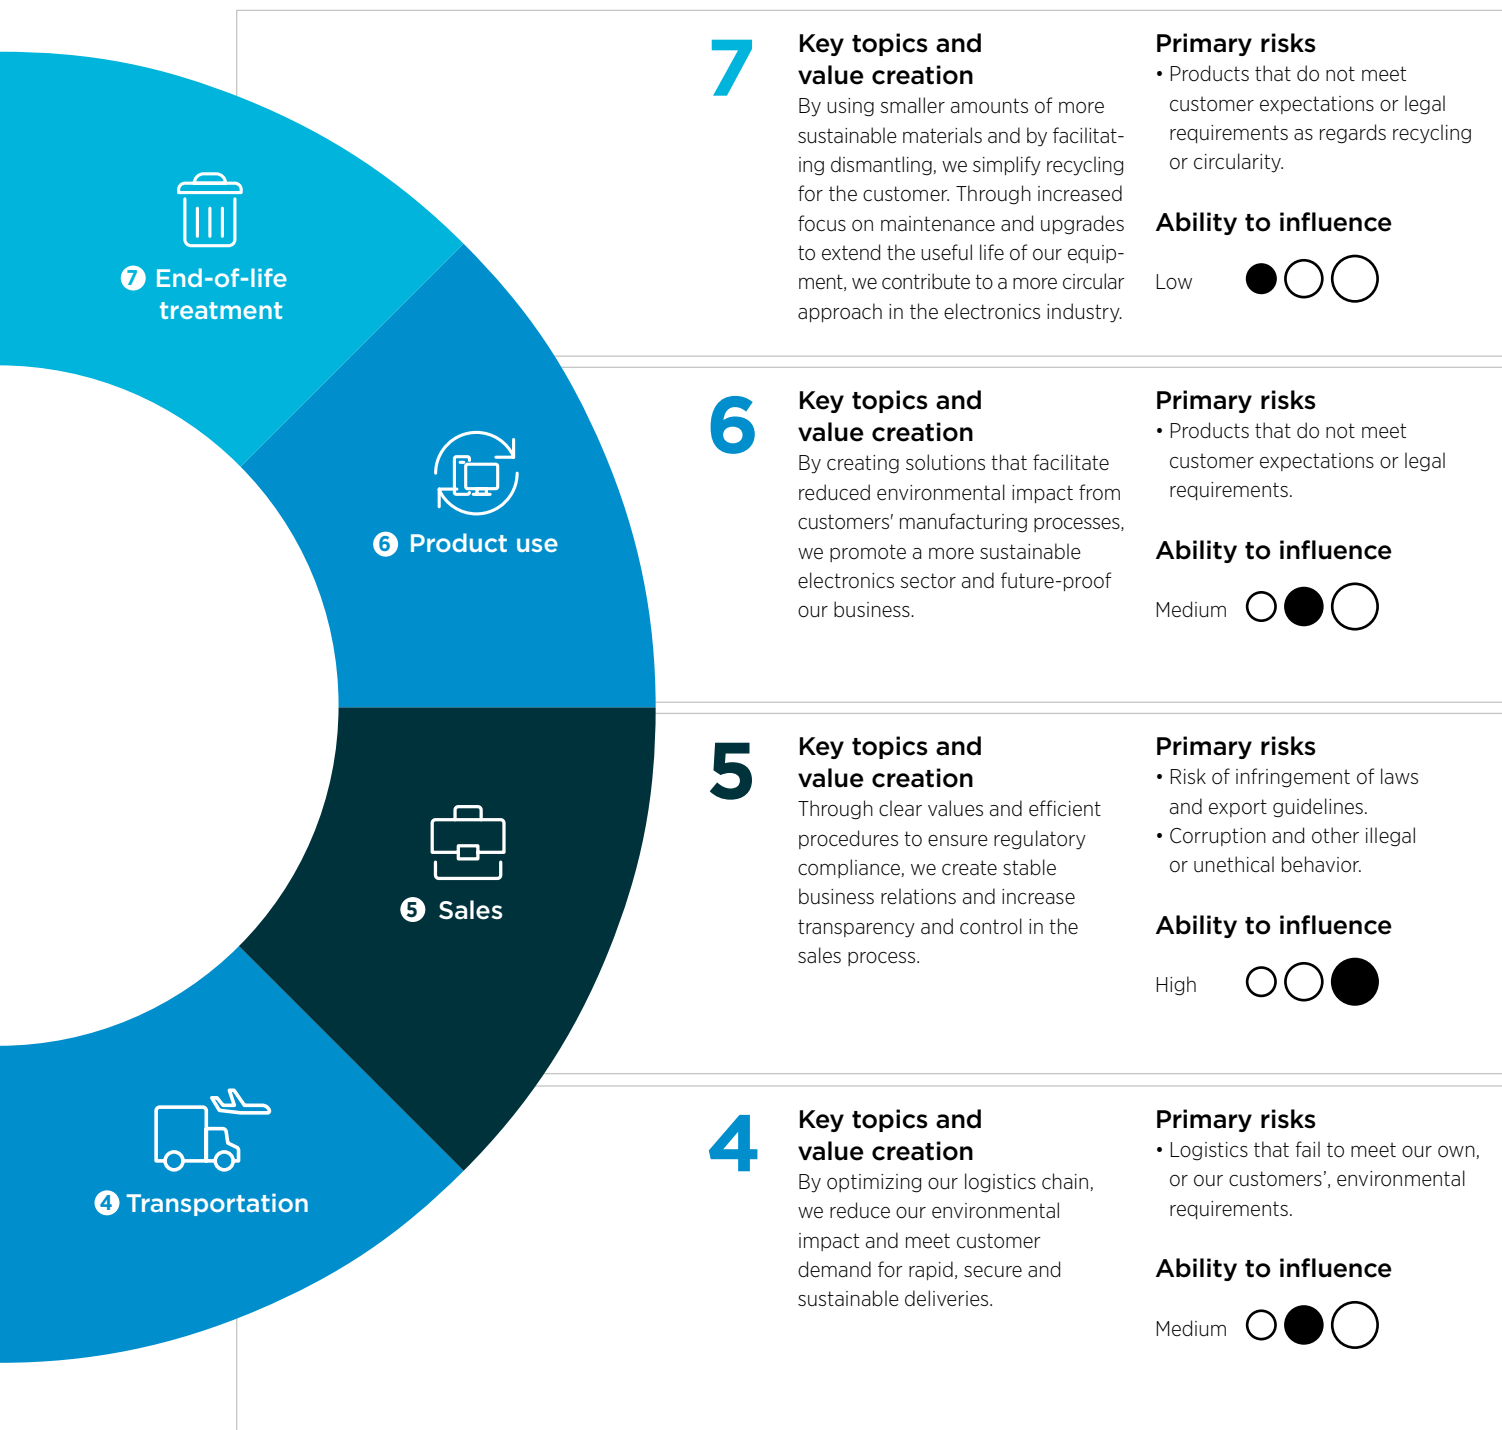 7 End-of-life
treatment
6 Product use
5 Sales
4 Transportation
7
Key topics and
value creation
By using smaller amounts of more
sustainable materials and by facilitat-
ing dismantling, we simplify recycling
for the customer. Through increased
focus on maintenance and upgrades
to extend the useful life of our equip-
ment, we contribute to a more circular
approach in the electronics industry.
Primary risks
• Products that do not meet
customer expectations or legal
requirements as regards recycling
or circularity.
Ability to influence
Low
6
Key topics and
value creation
By creating solutions that facilitate
reduced environmental impact from
customers' manufacturing processes,
we promote a more sustainable
electronics sector and future-proof
our business.
Primary risks
• Products that do not meet
customer expectations or legal
requirements.
Ability to influence
Medium
5
Key topics and
value creation
Through clear values and efficient
procedures to ensure regulatory
compliance, we create stable
business relations and increase
transparency and control in the
sales process.
Primary risks
• Risk of infringement of laws
and export guidelines.
• Corruption and other illegal
or unethical behavior.
Ability to influence
High
4
Key topics and
value creation
By optimizing our logistics chain,
we reduce our environmental
impact and meet customer
demand for rapid, secure and
sustainable deliveries.
Primary risks
• Logistics that fail to meet our own,
or our customers’, environmental
requirements.
Ability to influence
Medium